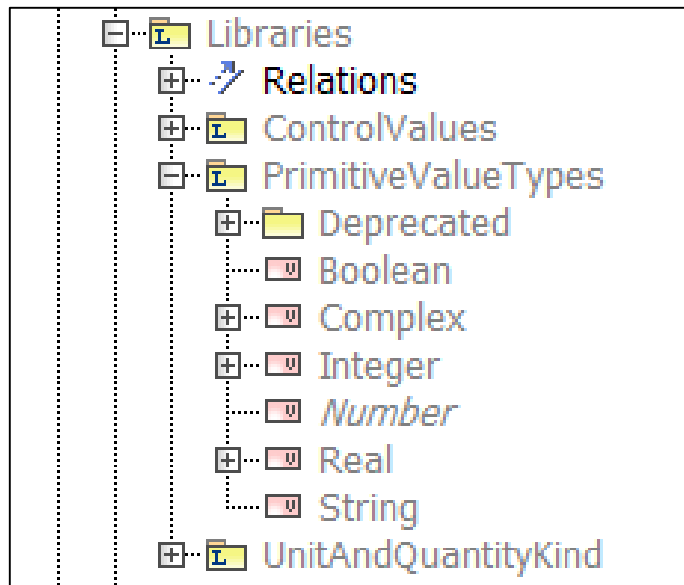 Libraries
Relations
ControlValues
PrimitiveValueTypes
Deprecated
Boolean
Complex
Integer
Number
Real
String
UnitAndQuantityKind